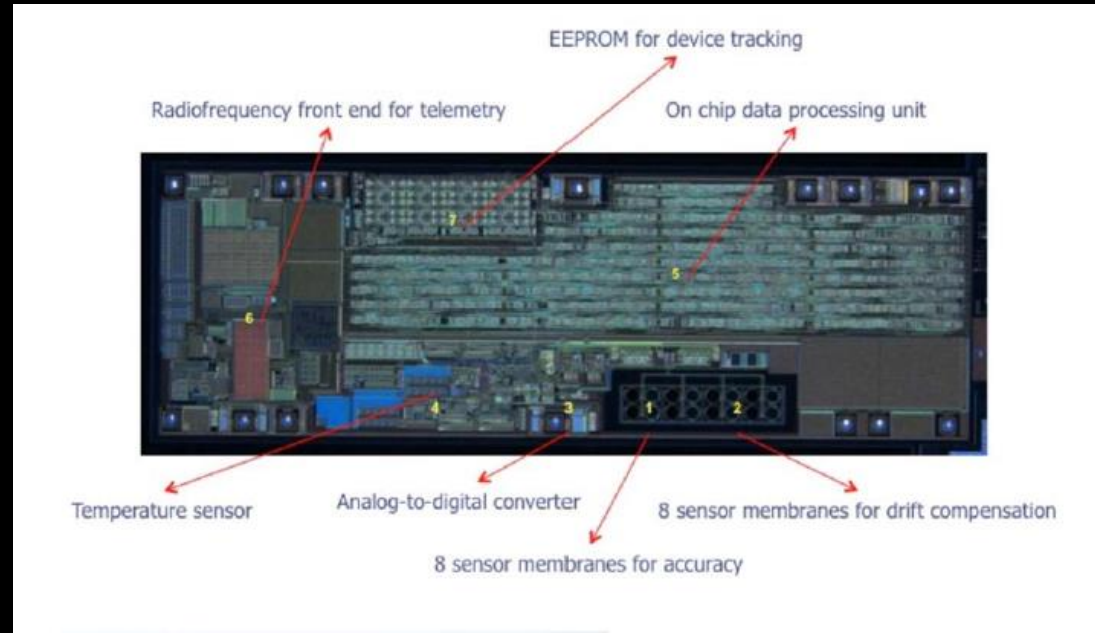 EEPROM for device tracking
Radiofrequency front end for telemetry
On chip data processing unit
7
5
6
4
3
1
2
Temperature sensor
Analog-to-digital converter
8 sensor membranes for drift compensation
8 sensor membranes for accuracy